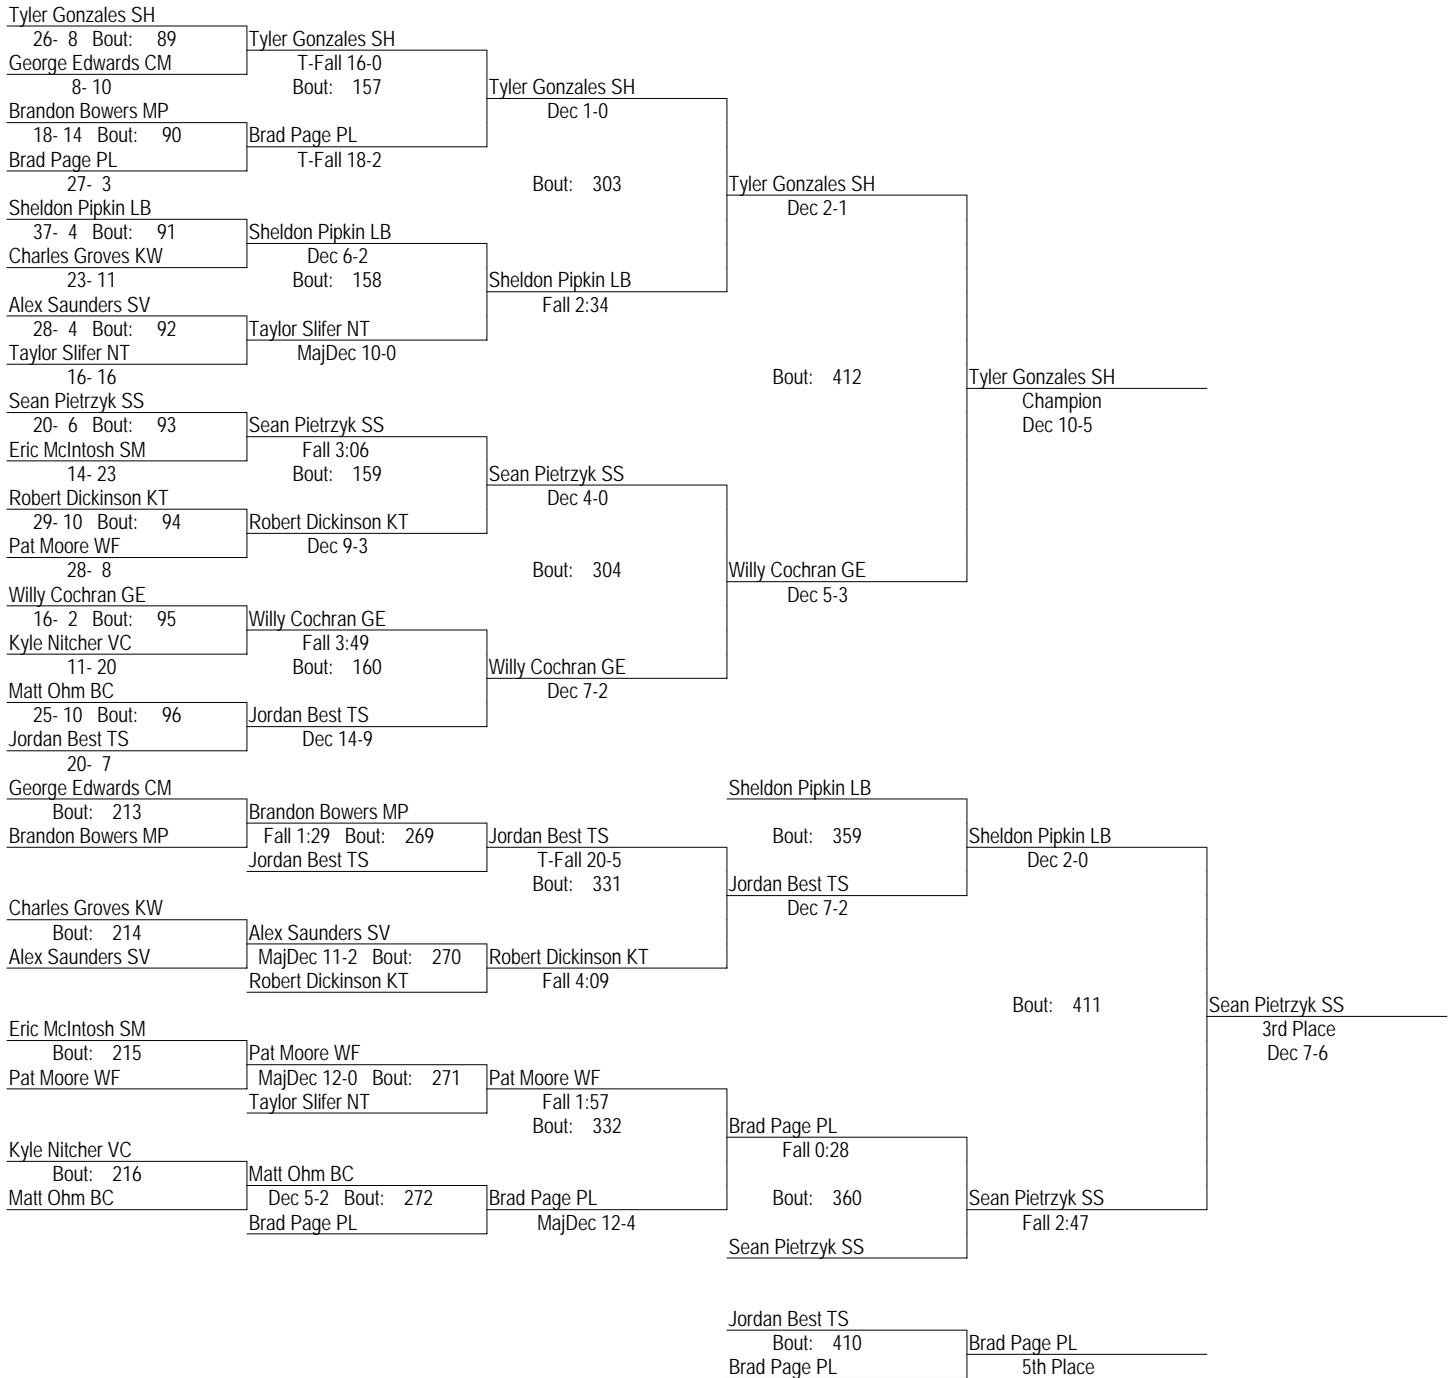 Tyler Gonzales SH
26- 8 Bout: 89 Tyler Gonzales SH
George Edwards CM T-Fall 16-0
8- 10 Bout: 157 Tyler Gonzales SH
Brandon Bowers MP Dec 1-0
18- 14 Bout: 90 Brad Page PL
Brad Page PL T-Fall 18-2
27- 3 Bout: 303 Tyler Gonzales SH
Sheldon Pipkin LB Dec 2-1
37- 4 Bout: 91 Sheldon Pipkin LB
Charles Groves KW Dec 6-2
23- 11 Bout: 158 Sheldon Pipkin LB
Alex Saunders SV Fall 2:34
28- 4 Bout: 92 Taylor Slifer NT
Taylor Slifer NT MajDec 10-0
16- 16 Bout: 412 Tyler Gonzales SH
Sean Pietrzyk SS Champion
20- 6 Bout: 93 Sean Pietrzyk SS Dec 10-5
Eric McIntosh SM Fall 3:06
14- 23 Bout: 159 Sean Pietrzyk SS
Robert Dickinson KT Dec 4-0
29- 10 Bout: 94 Robert Dickinson KT
Pat Moore WF Dec 9-3
28- 8 Bout: 304 Willy Cochran GE
Willy Cochran GE Dec 5-3
16- 2 Bout: 95 Willy Cochran GE
Kyle Nitcher VC Fall 3:49
11- 20 Bout: 160 Willy Cochran GE
Matt Ohm BC Dec 7-2
25- 10 Bout: 96 Jordan Best TS
Jordan Best TS Dec 14-9
20- 7
George Edwards CM Sheldon Pipkin LB
Bout: 213 Brandon Bowers MP
Brandon Bowers MP Fall 1:29 Bout: 269 Jordan Best TS Bout: 359 Sheldon Pipkin LB
Jordan Best TS T-Fall 20-5 Dec 2-0
Bout: 331 Jordan Best TS
Charles Groves KW Dec 7-2
Bout: 214 Alex Saunders SV
Alex Saunders SV MajDec 11-2 Bout: 270 Robert Dickinson KT
Robert Dickinson KT Fall 4:09
Bout: 411 Sean Pietrzyk SS
Eric McIntosh SM 3rd Place
Bout: 215 Pat Moore WF Dec 7-6
Pat Moore WF MajDec 12-0 Bout: 271 Pat Moore WF
Taylor Slifer NT Fall 1:57
Bout: 332 Brad Page PL
Kyle Nitcher VC Fall 0:28
Bout: 216 Matt Ohm BC
Matt Ohm BC Dec 5-2 Bout: 272 Brad Page PL Bout: 360 Sean Pietrzyk SS
Brad Page PL MajDec 12-4 Fall 2:47
Sean Pietrzyk SS
Jordan Best TS
Bout: 410 Brad Page PL
Brad Page PL 5th Place